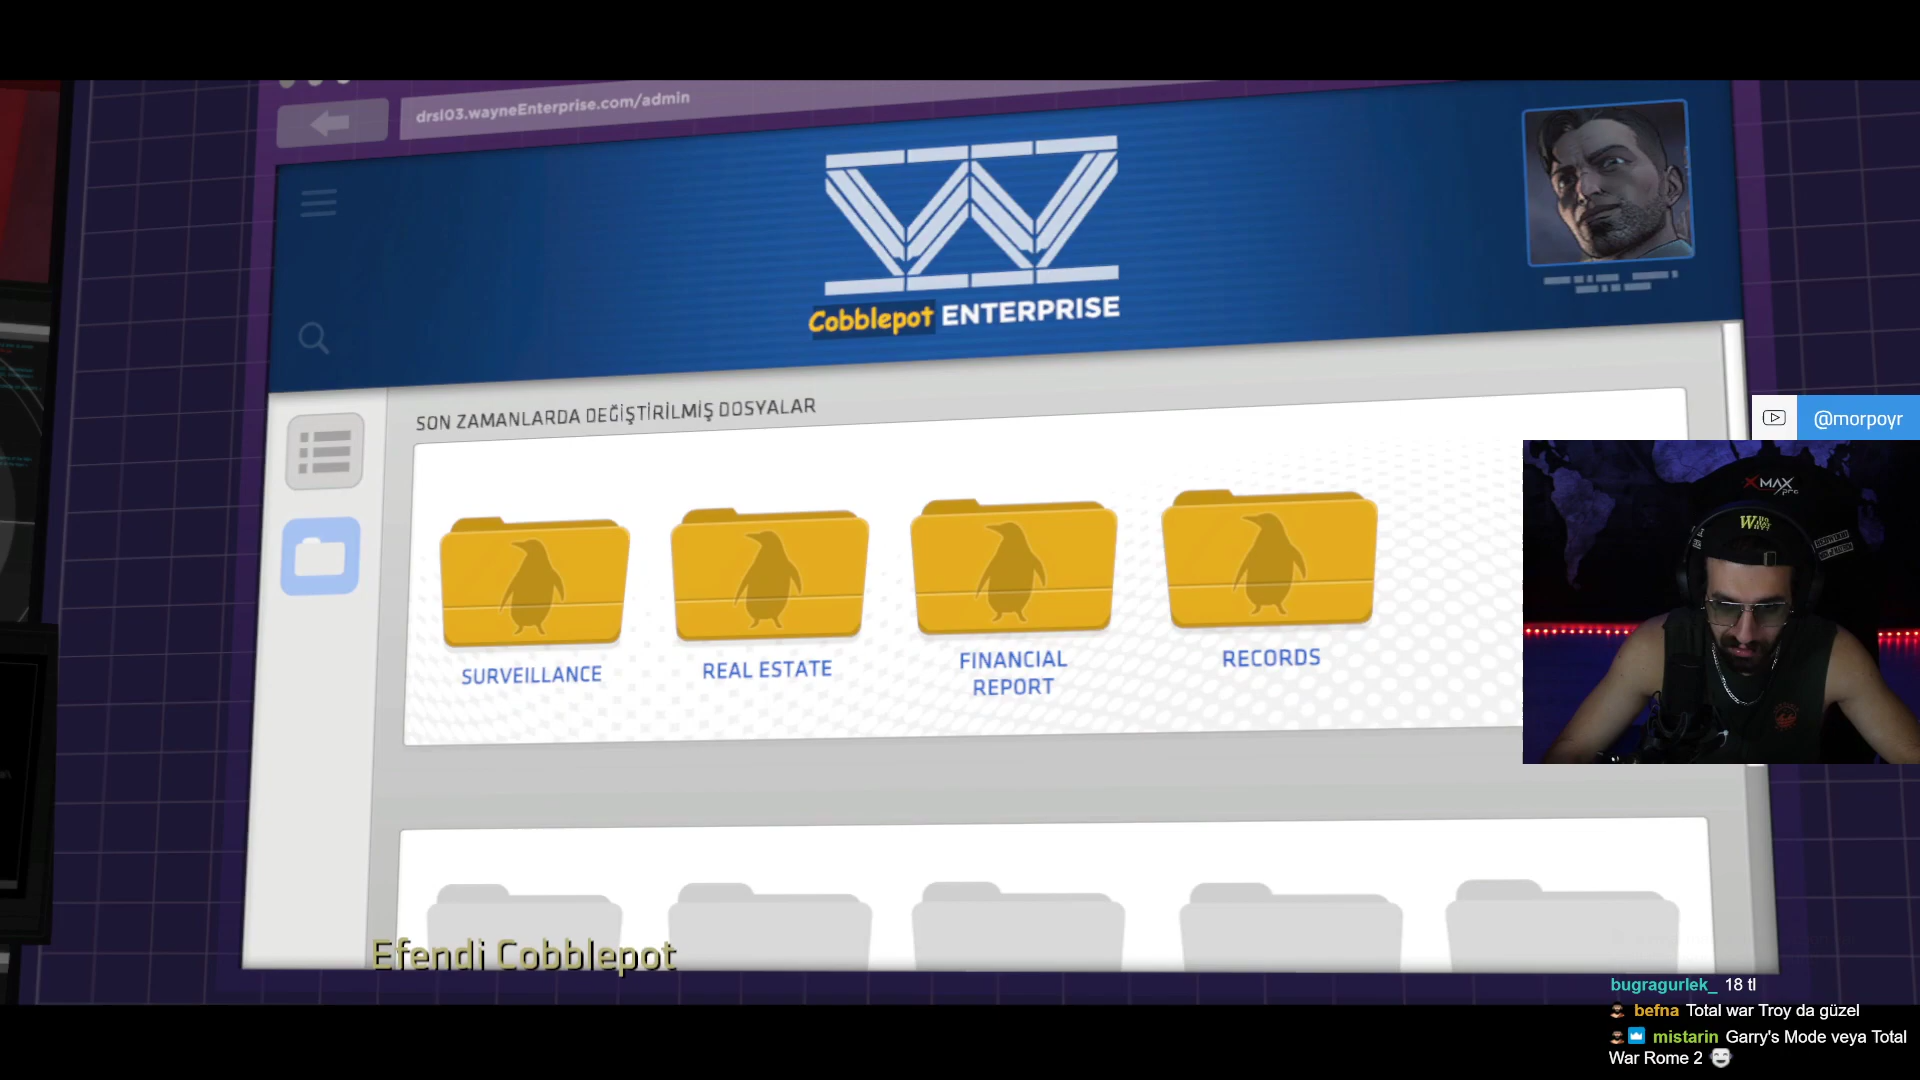 drsl03.wayneEnterprise.com/admin
Cobblepot ENTERPRISE
SON ZAMANLARDA DEĞİŞTİRİLMİŞ DOSYALAR
SURVEILLANCE
REAL ESTATE
FINANCIAL
REPORT
RECORDS
@morpoyr
XMAX
pro
Efendi Cobblepot
bugragurlek_ 18 tl
befna Total war Troy da güzel
mistarin Garry's Mode veya Total
War Rome 2